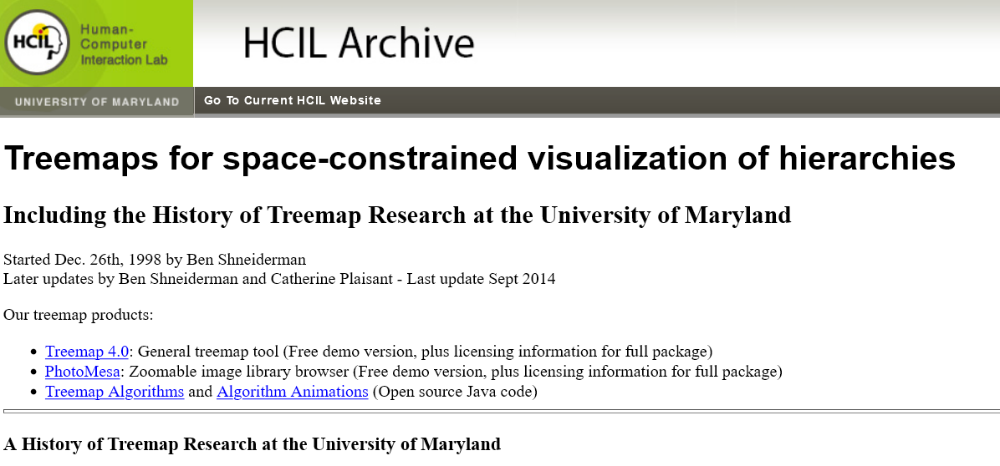 HCIL
Human-
Computer
Interaction Lab
HCIL Archive
UNIVERSITY OF MARYLAND
Go To Current HCIL Website
Treemaps for space-constrained visualization of hierarchies
Including the History of Treemap Research at the University of Maryland
Started Dec. 26th, 1998 by Ben Shneiderman
Later updates by Ben Shneiderman and Catherine Plaisant - Last update Sept 2014
Our treemap products:
• Treemap 4.0: General treemap tool (Free demo version, plus licensing information for full package)
• PhotoMesa: Zoomable image library browser (Free demo version, plus licensing information for full package)
• Treemap Algorithms and Algorithm Animations (Open source Java code)
A History of Treemap Research at the University of Maryland